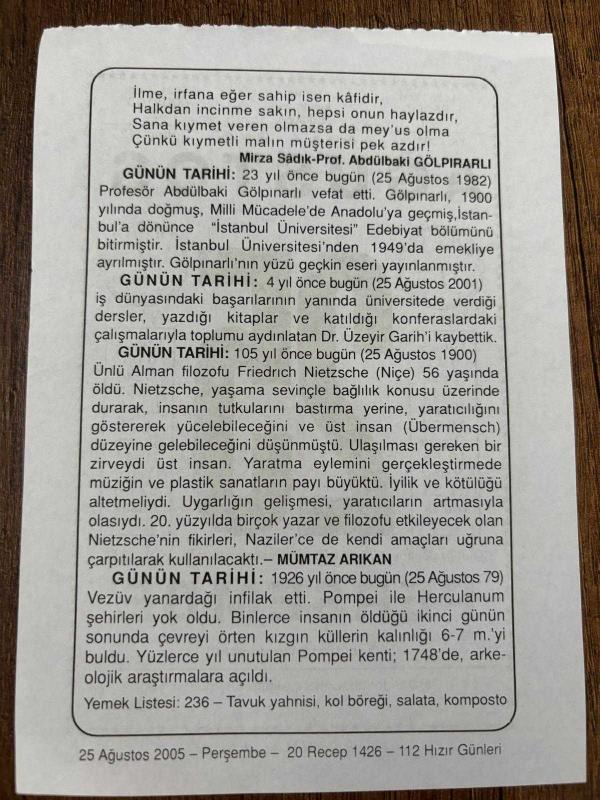 İlme, irfana eğer sahip isen kâfidir,
Halkdan incinme sakın, hepsi onun haylazdır,
Sana kıymet veren olmazsa da mey'us olma
Çünkü kıymetli malın müşterisi pek azdır!
Mirza Sâdık-Prof. Abdülbaki GÖLPIRARLI
GÜNÜN TARİHİ: 23 yıl önce bugün (25 Ağustos 1982)
Profesör Abdülbaki Gölpınarlı vefat etti. Gölpınarlı, 1900
yılında doğmuş, Milli Mücadele'de Anadolu'ya geçmiş,İstan-
bul'a dönünce "İstanbul Üniversitesi" Edebiyat bölümünü
bitirmiştir. İstanbul Üniversitesi'nden 1949'da emekliye
ayrılmıştır. Gölpınarlı'nın yüzü geçkin eseri yayınlanmıştır.
GÜNÜN TARİHİ: 4 yıl önce bugün (25 Ağustos 2001)
iş dünyasındaki başarılarının yanında üniversitede verdiği
dersler, yazdığı kitaplar ve katıldığı konferaslardaki
çalışmalarıyla toplumu aydınlatan Dr. Üzeyir Garih'i kaybettik.
GÜNÜN TARİHİ: 105 yıl önce bugün (25 Ağustos 1900)
Ünlü Alman filozofu Friedrıch Nietzsche (Niçe) 56 yaşında
öldü. Nietzsche, yaşama sevinçle bağlılık konusu üzerinde
durarak, insanın tutkularını bastırma yerine, yaratıcılığını
göstererek yücelebileceğini ve üst insan (Übermensch)
düzeyine gelebileceğini düşünmüştü. Ulaşılması gereken bir
zirveydi üst insan. Yaratma eylemini gerçekleştirmede
müziğin ve plastik sanatların payı büyüktü. İyilik ve kötülüğü
altetmeliydi. Uygarlığın gelişmesi, yaratıcıların artmasıyla
olasıydı. 20. yüzyılda birçok yazar ve filozofu etkileyecek olan
Nietzsche'nin fikirleri, Naziler'ce de kendi amaçları uğruna
çarpıtılarak kullanılacaktı.– MÜMTAZ ARIKAN
GÜNÜN TARİHİ: 1926 yıl önce bugün (25 Ağustos 79)
Vezüv yanardağı infilak etti. Pompei ile Herculanum
şehirleri yok oldu. Binlerce insanın öldüğü ikinci günün
sonunda çevreyi örten kızgın küllerin kalınlığı 6-7 m.'yi
buldu. Yüzlerce yıl unutulan Pompei kenti; 1748'de, arke-
olojik araştırmalara açıldı.
Yemek Listesi: 236 – Tavuk yahnisi, kol böreği, salata, komposto
25 Ağustos 2005 – Perşembe – 20 Recep 1426 – 112 Hızır Günleri